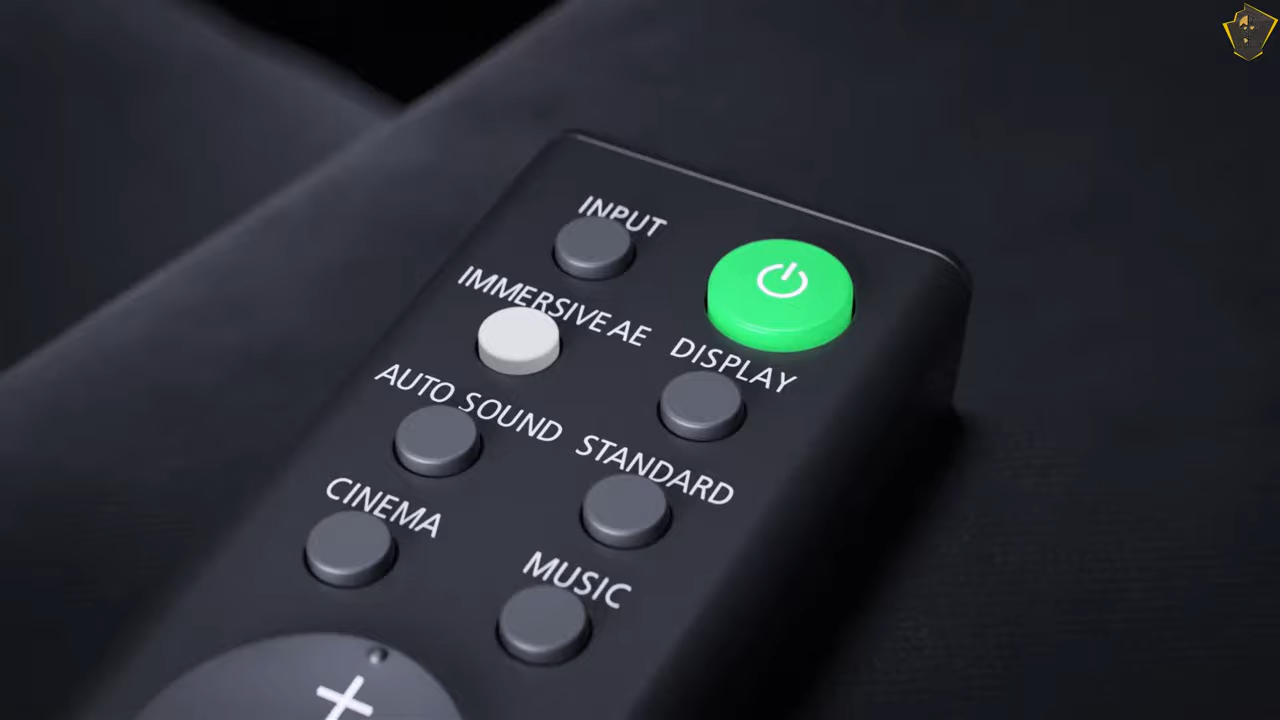 INPUT
IMMERSIVE AE
DISPLAY
AUTO SOUND
STANDARD
CINEMA
MUSIC
+